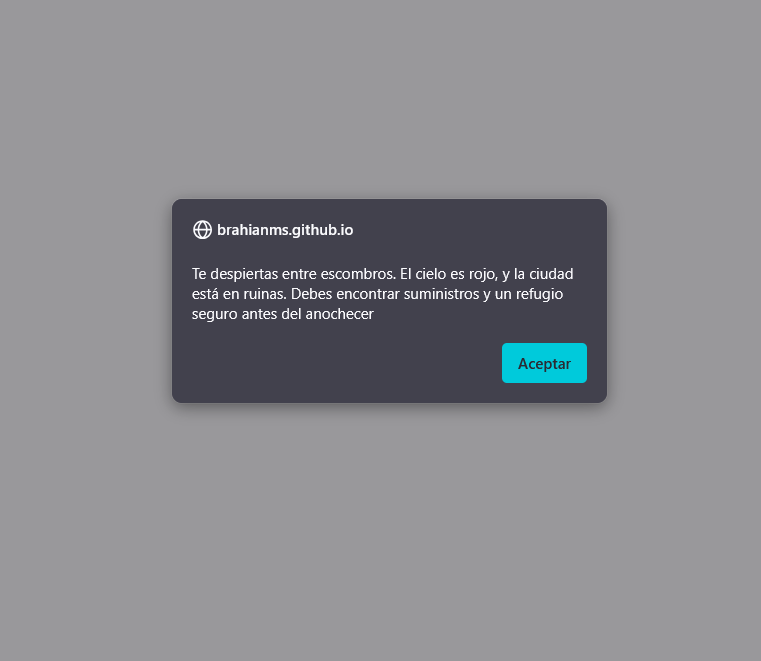 brahianms.github.io
Te despiertas entre escombros. El cielo es rojo, y la ciudad
está en ruinas. Debes encontrar suministros y un refugio
seguro antes del anochecer
Aceptar